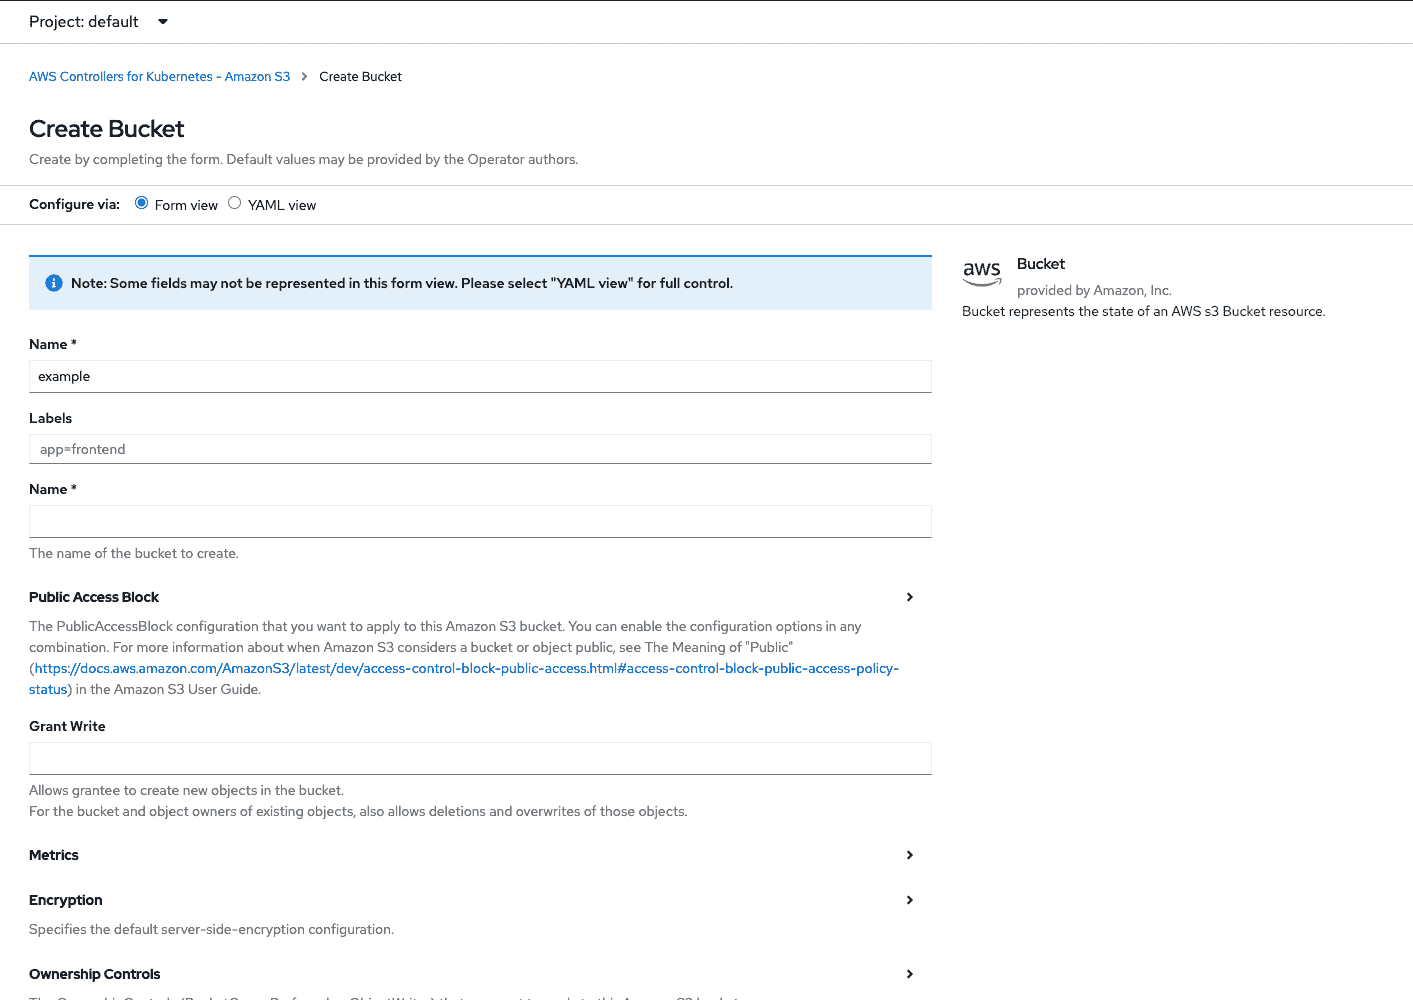 Project: default
AWS Controllers for Kubernetes - Amazon S3 > Create Bucket
Create Bucket
Create by completing the form. Default values may be provided by the Operator authors.
Configure via: Form view YAML view
Note: Some fields may not be represented in this form view. Please select "YAML view" for full control.
aws
Bucket
provided by Amazon, Inc.
Bucket represents the state of an AWS s3 Bucket resource.
Name *
example
Labels
app=frontend
Name *
The name of the bucket to create.
Public Access Block
The PublicAccessBlock configuration that you want to apply to this Amazon S3 bucket. You can enable the configuration options in any
combination. For more information about when Amazon S3 considers a bucket or object public, see The Meaning of "Public"
(https://docs.aws.amazon.com/AmazonS3/latest/dev/access-control-block-public-access.html#access-control-block-public-access-policy-
status) in the Amazon S3 User Guide.
Grant Write
Allows grantee to create new objects in the bucket.
For the bucket and object owners of existing objects, also allows deletions and overwrites of those objects.
Metrics
Encryption
Specifies the default server-side-encryption configuration.
Ownership Controls